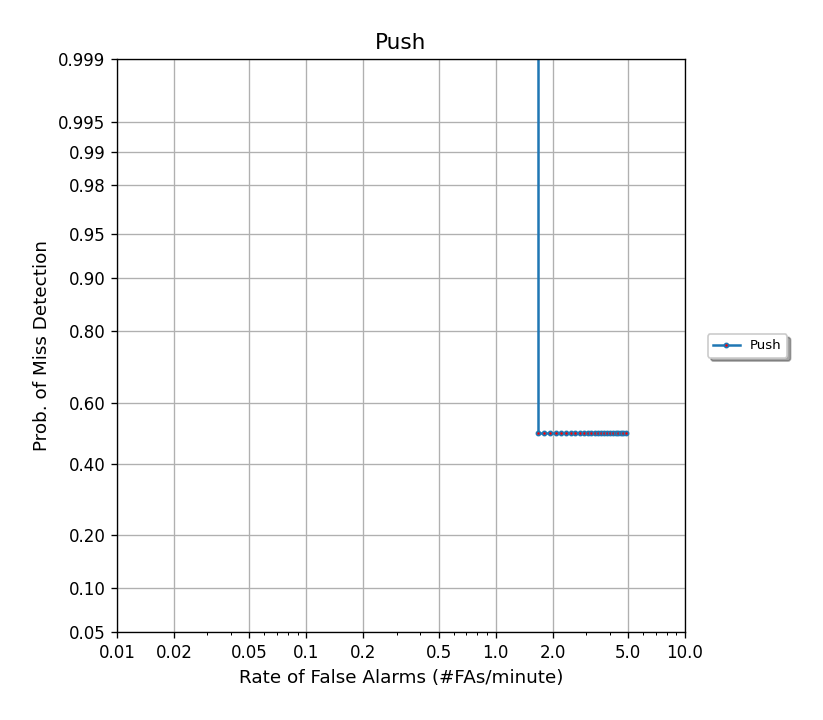 Push
0.999
0.995
0.99
0.98
0.95
0.90
0.80
0.60
0.40
0.20
0.10
0.05
Prob. of Miss Detection
0.01 0.02 0.05 0.1 0.2 0.5 1.0 2.0 5.0 10.0
Rate of False Alarms (#FAs/minute)
Push